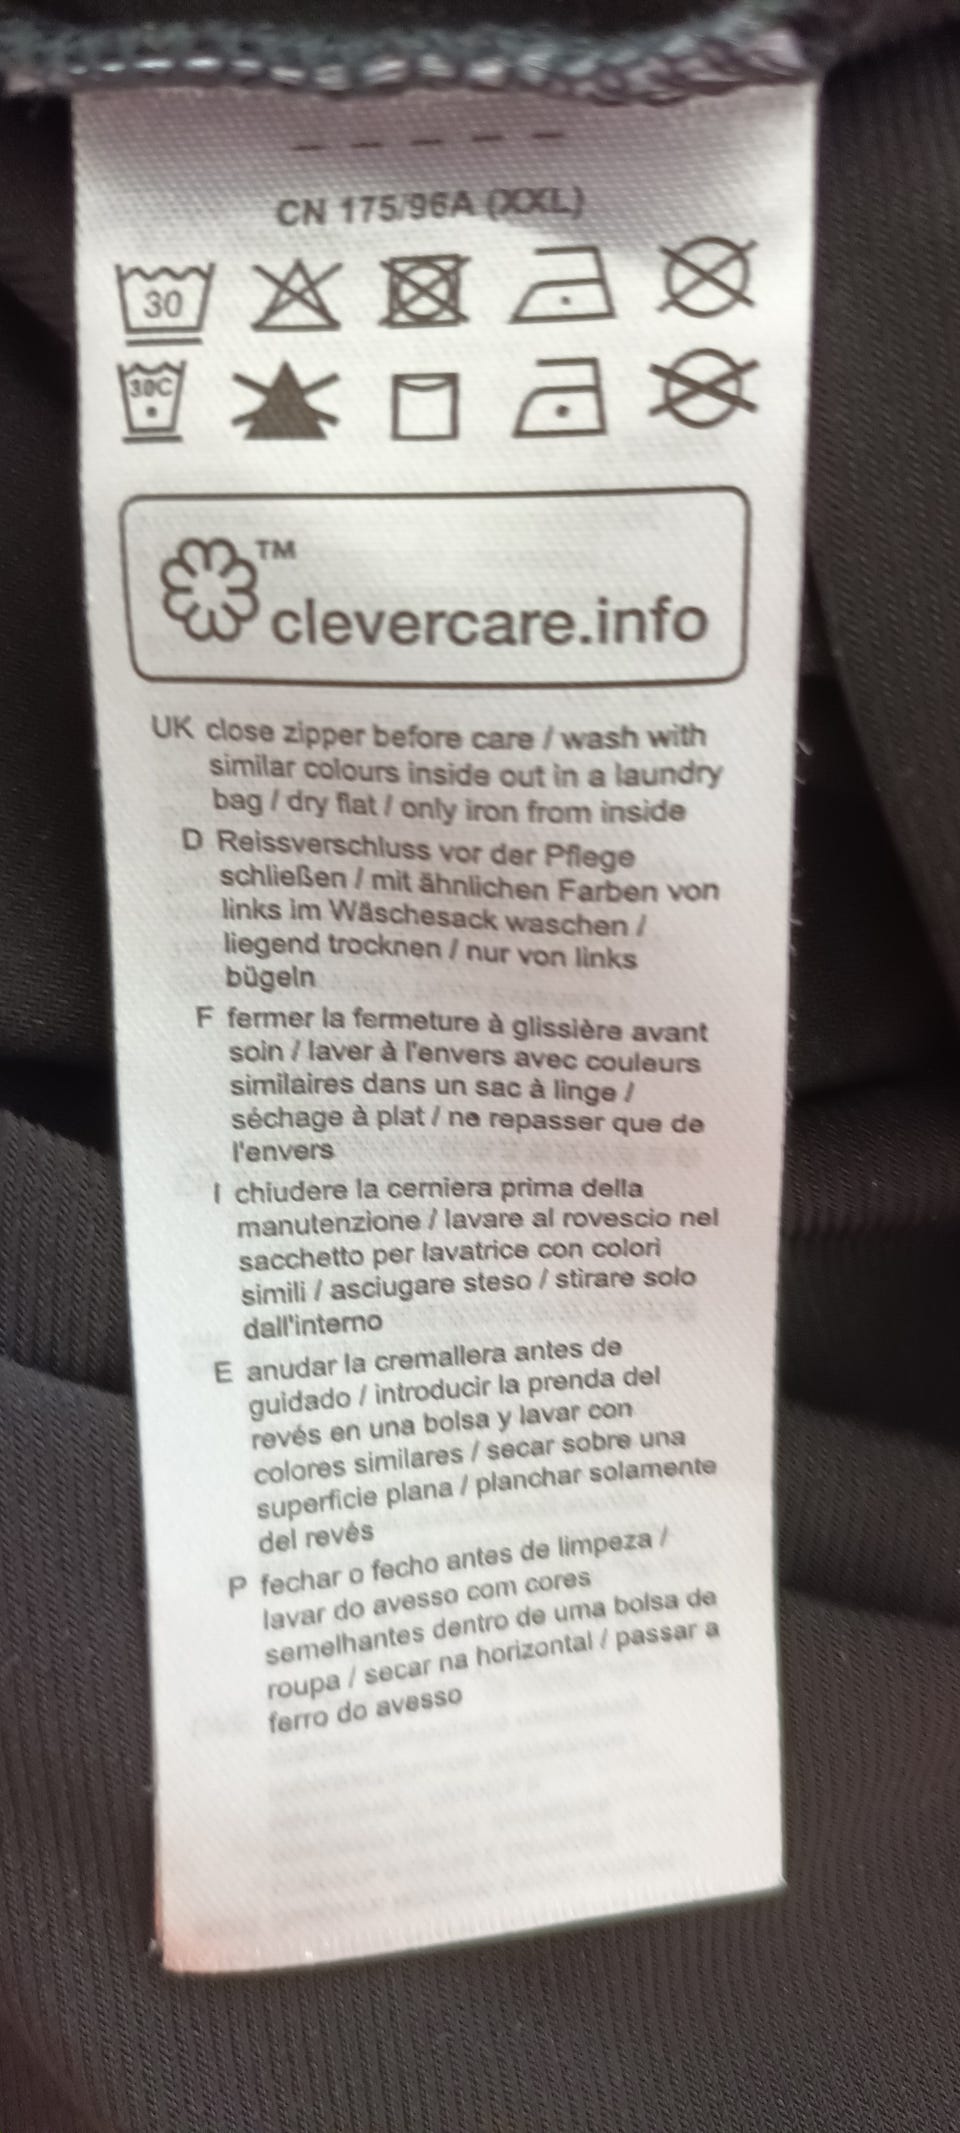 CN 175/96A (XXL)
30
30C
TM
clevercare.info
UK close zipper before care / wash with
similar colours inside out in a laundry
bag / dry flat / only iron from inside
D Reissverschluss vor der Pflege
schließen / mit ähnlichen Farben von
links im Wäschesack waschen /
liegend trocknen / nur von links
bügeln
F fermer la fermeture à glissière avant
soin / laver à l'envers avec couleurs
similaires dans un sac à linge /
séchage à plat / ne repasser que de
l'envers
I chiudere la cerniera prima della
manutenzione / lavare al rovescio nel
sacchetto per lavatrice con colori
simili / asciugare steso / stirare solo
dall'interno
E anudar la cremallera antes de
guidado / introducir la prenda del
revés en una bolsa y lavar con
colores similares / secar sobre una
superficie plana / planchar solamente
del revés
P fechar o fecho antes de limpeza /
lavar do avesso com cores
semelhantes dentro de uma bolsa de
roupa / secar na horizontal / passar a
ferro do avesso